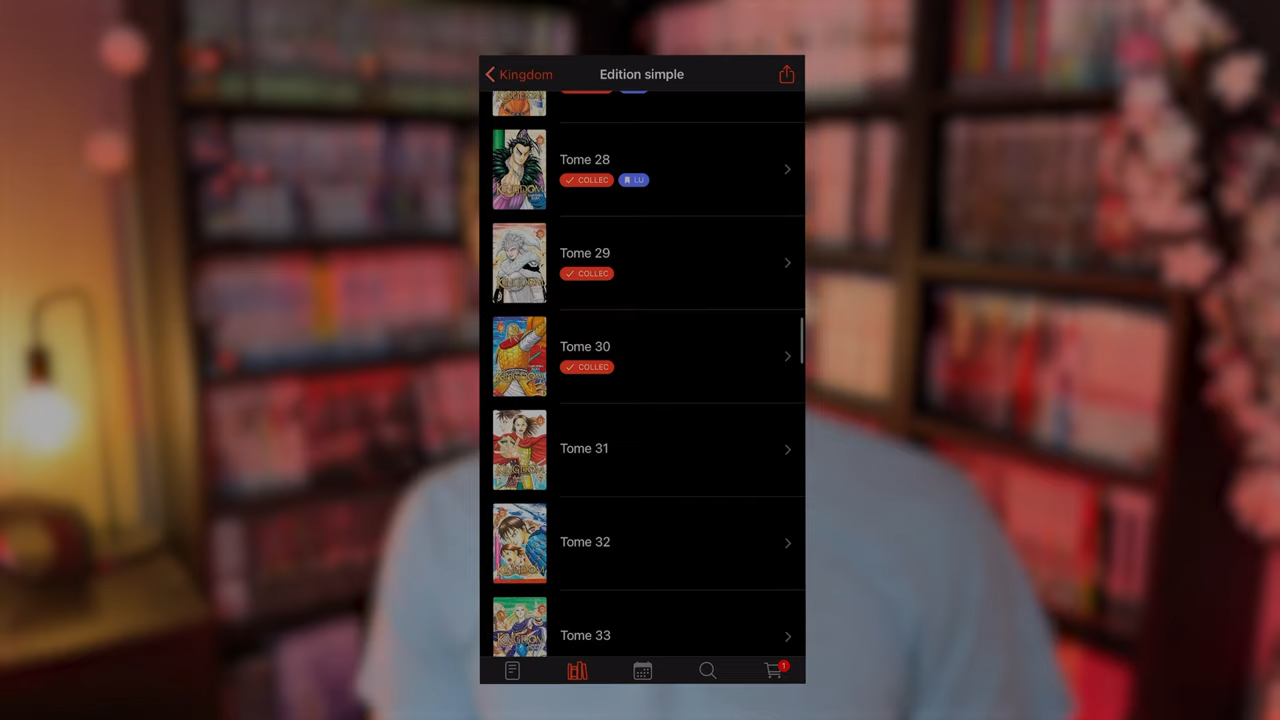 Kingdom
Edition simple
Tome 28
COLLEC
LU
Tome 29
COLLEC
Tome 30
COLLEC
Tome 31
Tome 32
Tome 33
1